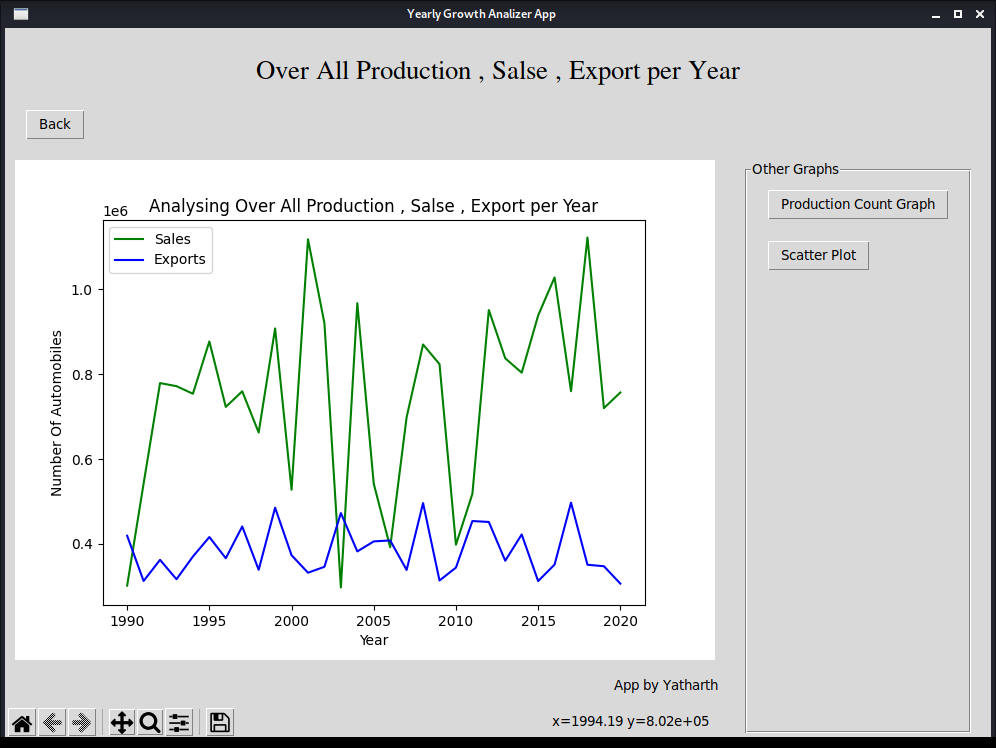 Yearly Growth Analizer App
Over All Production , Salse , Export per Year
Back
Analysing Over All Production , Salse , Export per Year
1e6
Sales
Exports
1.0
0.8
0.6
0.4
Number Of Automobiles
1990 1995 2000 2005 2010 2015 2020
Year
Other Graphs
Production Count Graph
Scatter Plot
App by Yatharth
x=1994.19 y=8.02e+05